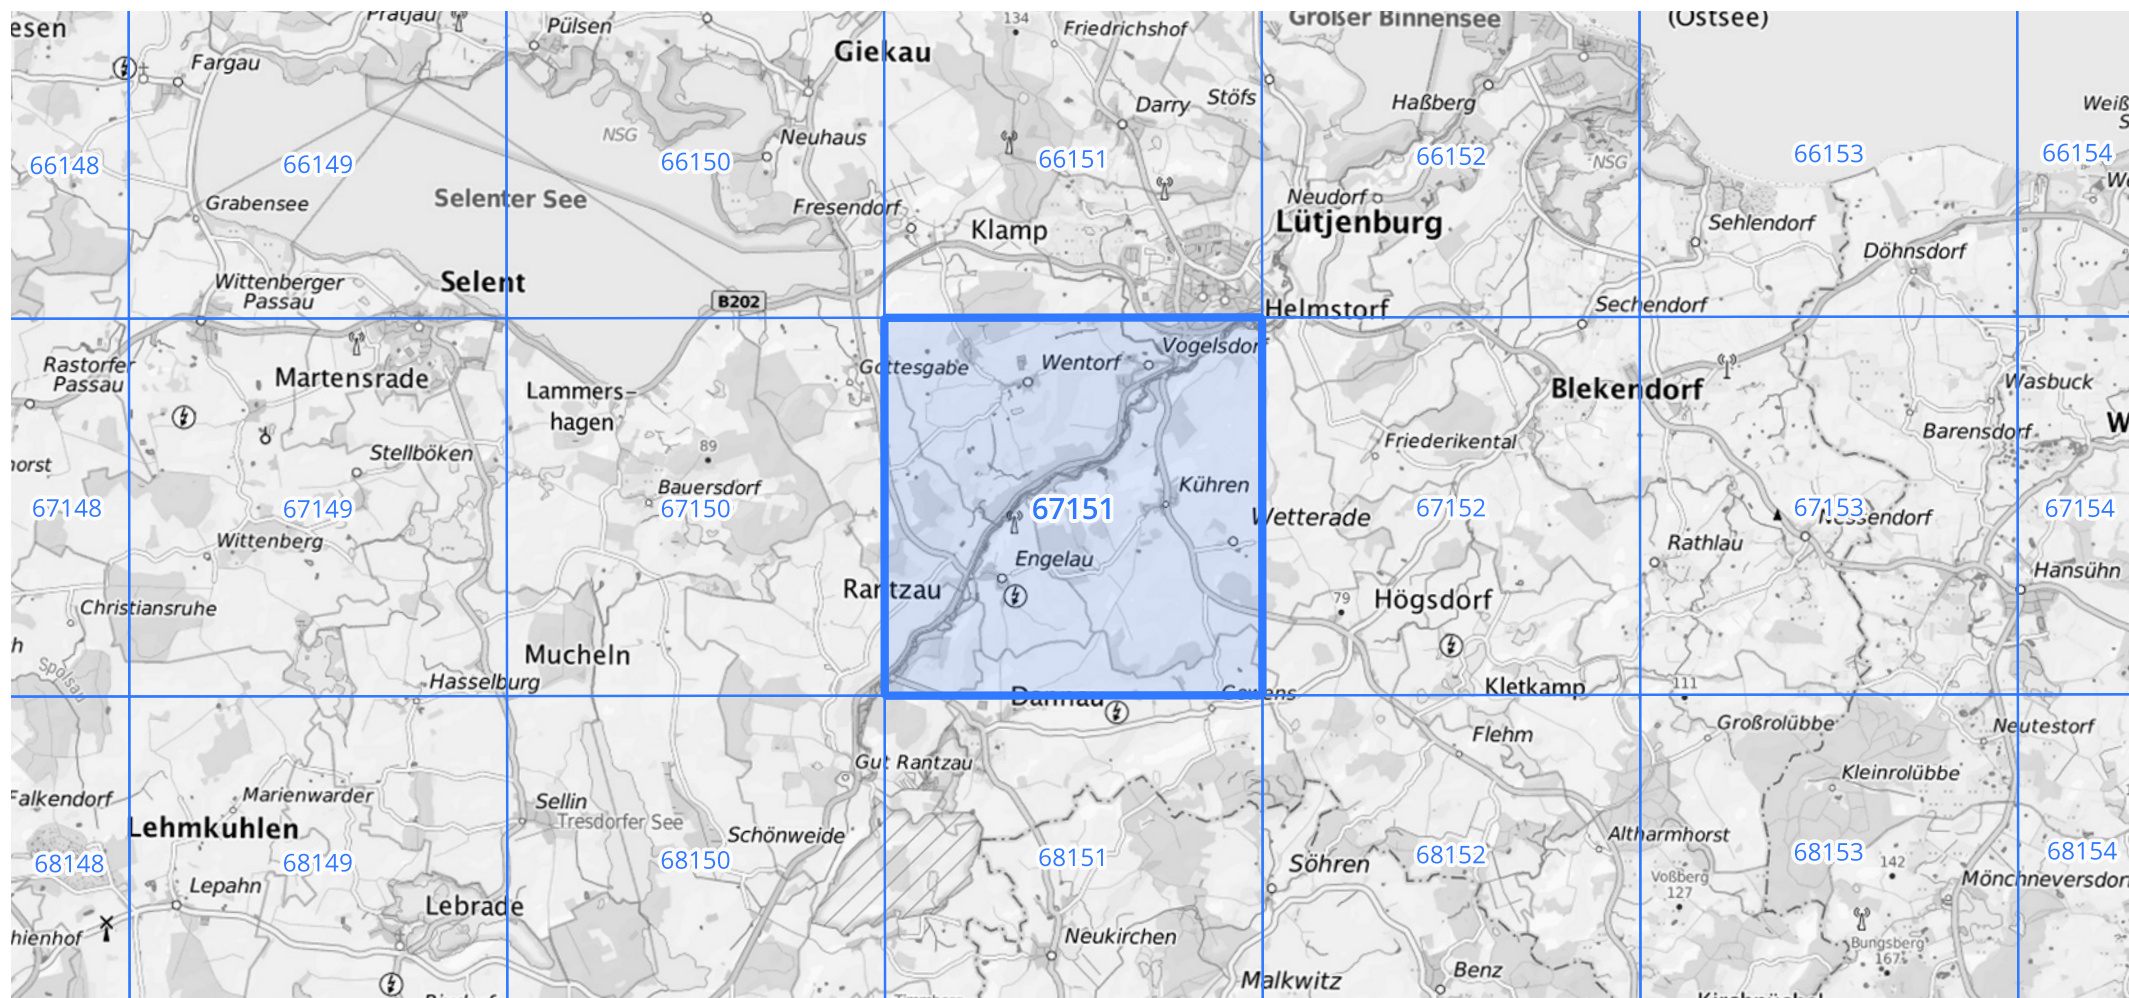 esen
Pratjau
Pülsen
Giekau
134
Friedrichshof
Großer Binnensee
(Ostsee)
Fargau
Darry
Stöfs
Haßberg
Weiß
S
NSG
Neuhaus
NSG
66148
66149
66150
66151
66152
66153
66154
Grabensee
Selenter See
Fresendorf
Klamp
Neudorf
Lütjenburg
Sehlendorf
Döhnsdorf
Wittenberger
Passau
Selent
B202
Helmstorf
Sechendorf
Rastorfer
Passau
Martensrade
Lammers-
hagen
Gottesgabe
Wentorf
Vogelsdorf
Blekendorf
Wasbuck
W
Stellböken
89
Friederikental
Barensdorf
horst
Bauersdorf
Kühren
67148
67149
67150
67151
67152
67153
67154
Wetterade
Nessendorf
Wittenberg
Engelau
Rathlau
Hansühn
Christiansruhe
Rantzau
79
Högsdorf
h
Mucheln
Spolsau
Hasselburg
Dannau
Gowens
Kletkamp
111
Großrolübbe
Neutestorf
Flehm
Gut Rantzau
Kleinrolübbe
Falkendorf
Marienwarder
Sellin
Tresdorfer See
Lehmkuhlen
Schönweide
Altharmhorst
68148
68149
68150
68151
68152
68153
68154
Söhren
142
Voßberg
127
Mönchneversdorf
Lepahn
Lebrade
hienhof
Neukirchen
Bungsberg
167
Malkwitz
Benz